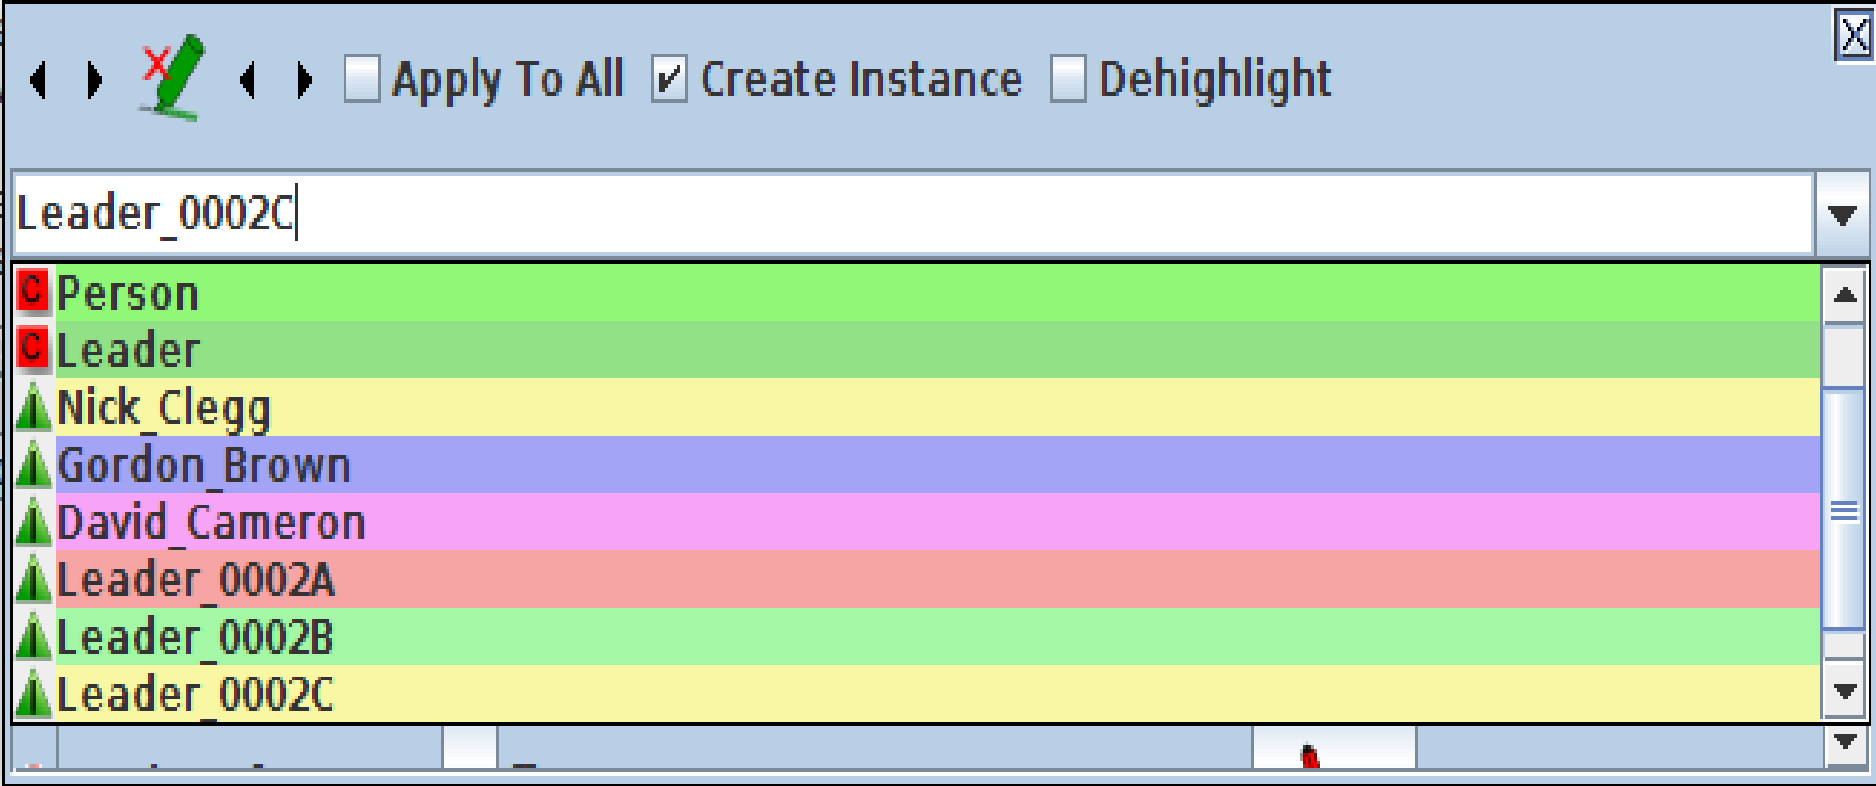 X
Apply To All Create Instance Dehighlight
Leader_0002C
C Person
C Leader
Nick_Clegg
Gordon_Brown
David_Cameron
Leader_0002A
Leader_0002B
Leader_0002C